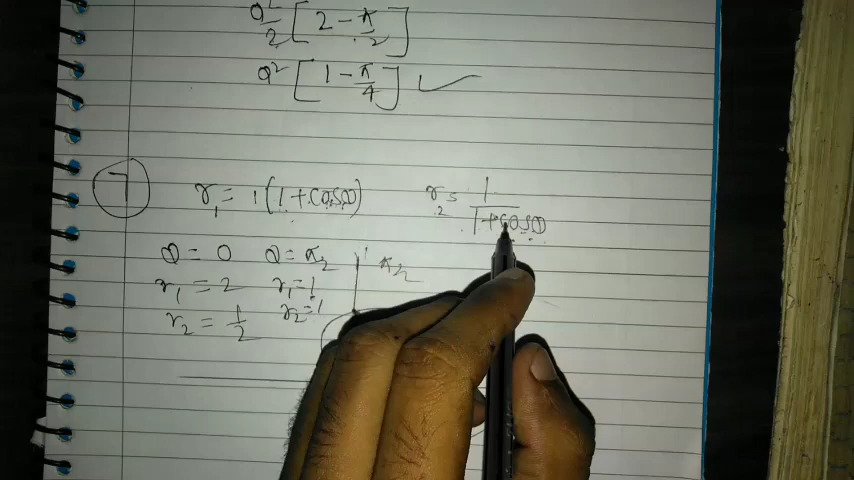 a²/2 [ 2 - π/2 ]
a² [ 1 - π/4 ] ✓
7 r₁ = 1(1+cosθ) r₂ = 1/(1+cosθ)
θ = 0 θ = π/2 π/2
r₁ = 2 r₁ = 1
r₂ = 1/2 r₂ = 1